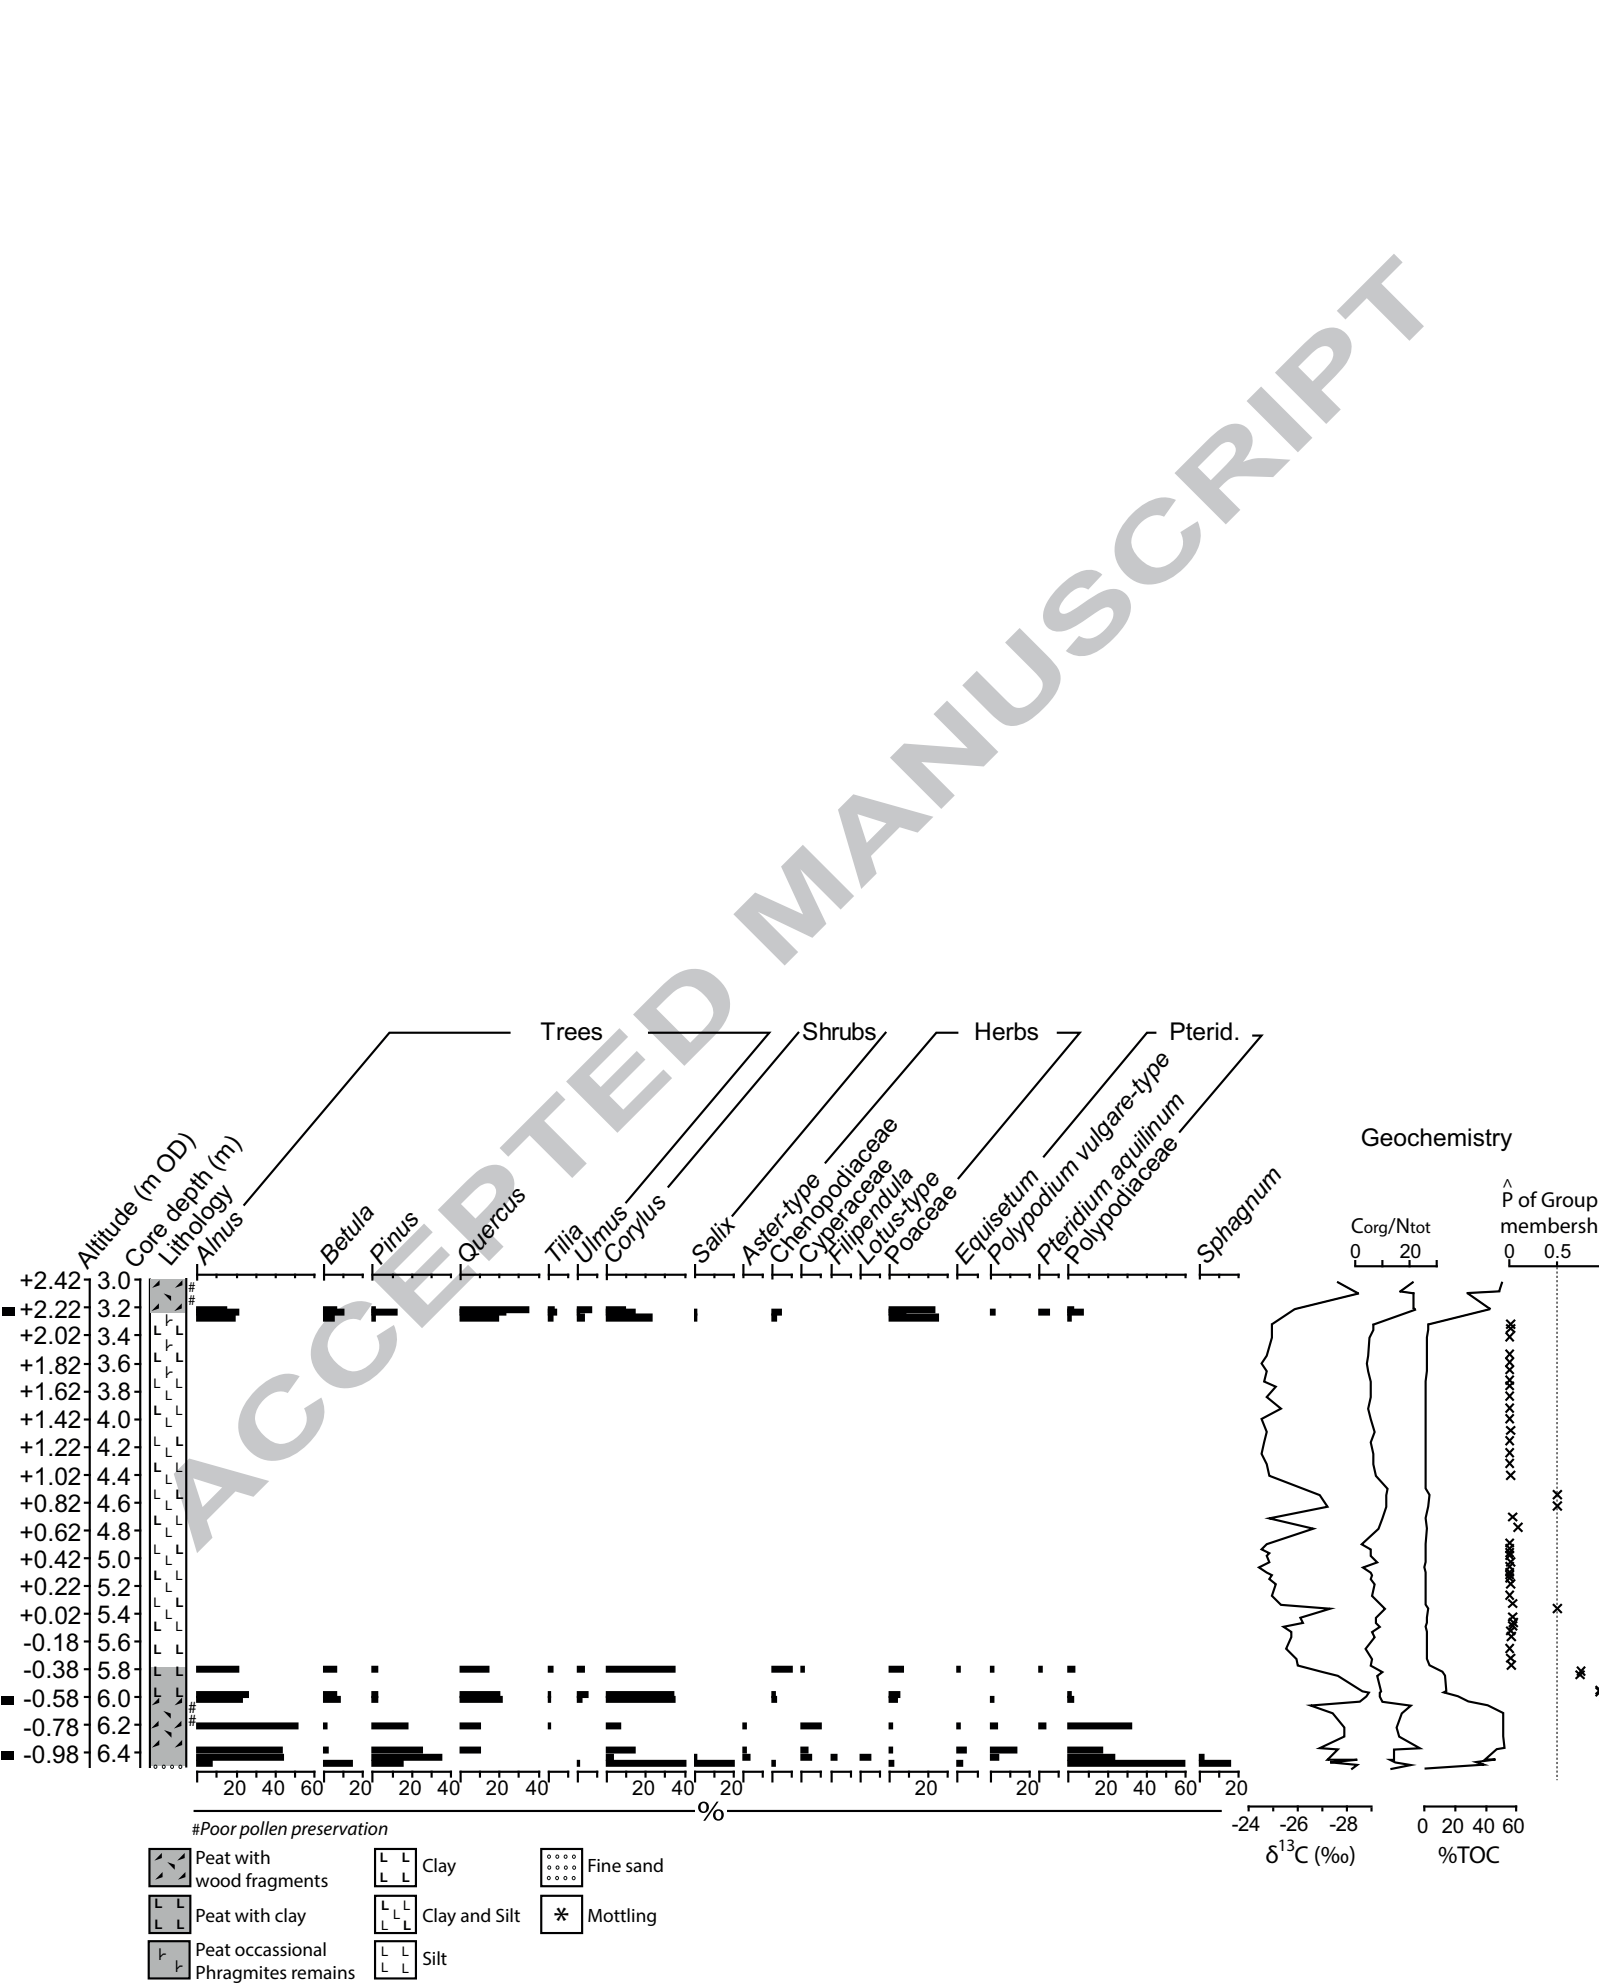 ACCEPTED MANUSCRIPT
Trees
Shrubs
Herbs
Pterid.
Geochemistry
Altitude (m OD)
Core depth (m)
Lithology
Alnus
Betula
Pinus
Quercus
Tilia
Ulmus
Corylus
Salix
Aster-type
Chenopodiaceae
Cyperaceae
Filipendula
Lotus-type
Poaceae
Equisetum
Polypodium vulgare-type
Pteridium aquilinum
Polypodiaceae
Sphagnum
Corg/Ntot
0 20
^
P of Group
membersh
0 0.5
+2.42 3.0 #
#
+2.22 3.2
+2.02 3.4
+1.82 3.6
+1.62 3.8
+1.42 4.0
+1.22 4.2
+1.02 4.4
+0.82 4.6
+0.62 4.8
+0.42 5.0
+0.22 5.2
+0.02 5.4
-0.18 5.6
-0.38 5.8
-0.58 6.0
#
-0.78 6.2 #
-0.98 6.4
20 40 60 20 20 40 20 40 20 40 20 20 20 20 40 60 20
%
-24 -26 -28
δ13C (‰)
0 20 40 60
%TOC
#Poor pollen preservation
Peat with
wood fragments
Clay
Fine sand
Peat with clay
Clay and Silt
* Mottling
Peat occassional
Phragmites remains
Silt